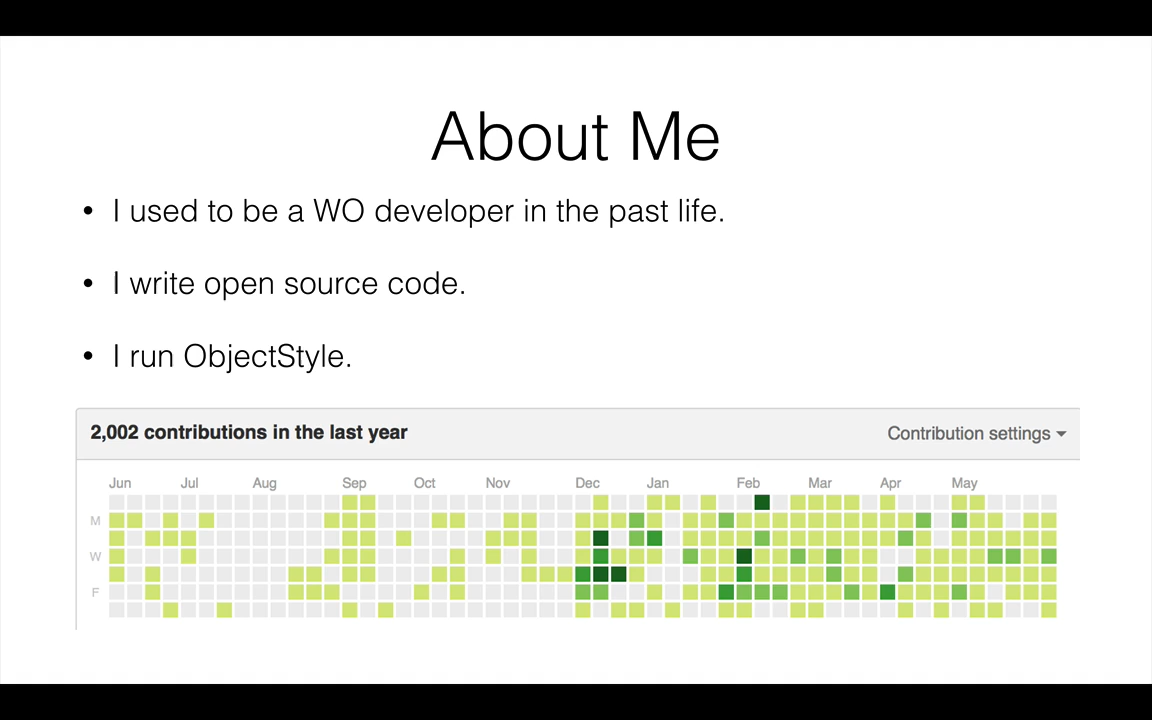 About Me
• I used to be a WO developer in the past life.
• I write open source code.
• I run ObjectStyle.
2,002 contributions in the last year Contribution settings
Jun Jul Aug Sep Oct Nov Dec Jan Feb Mar Apr May
M
W
F